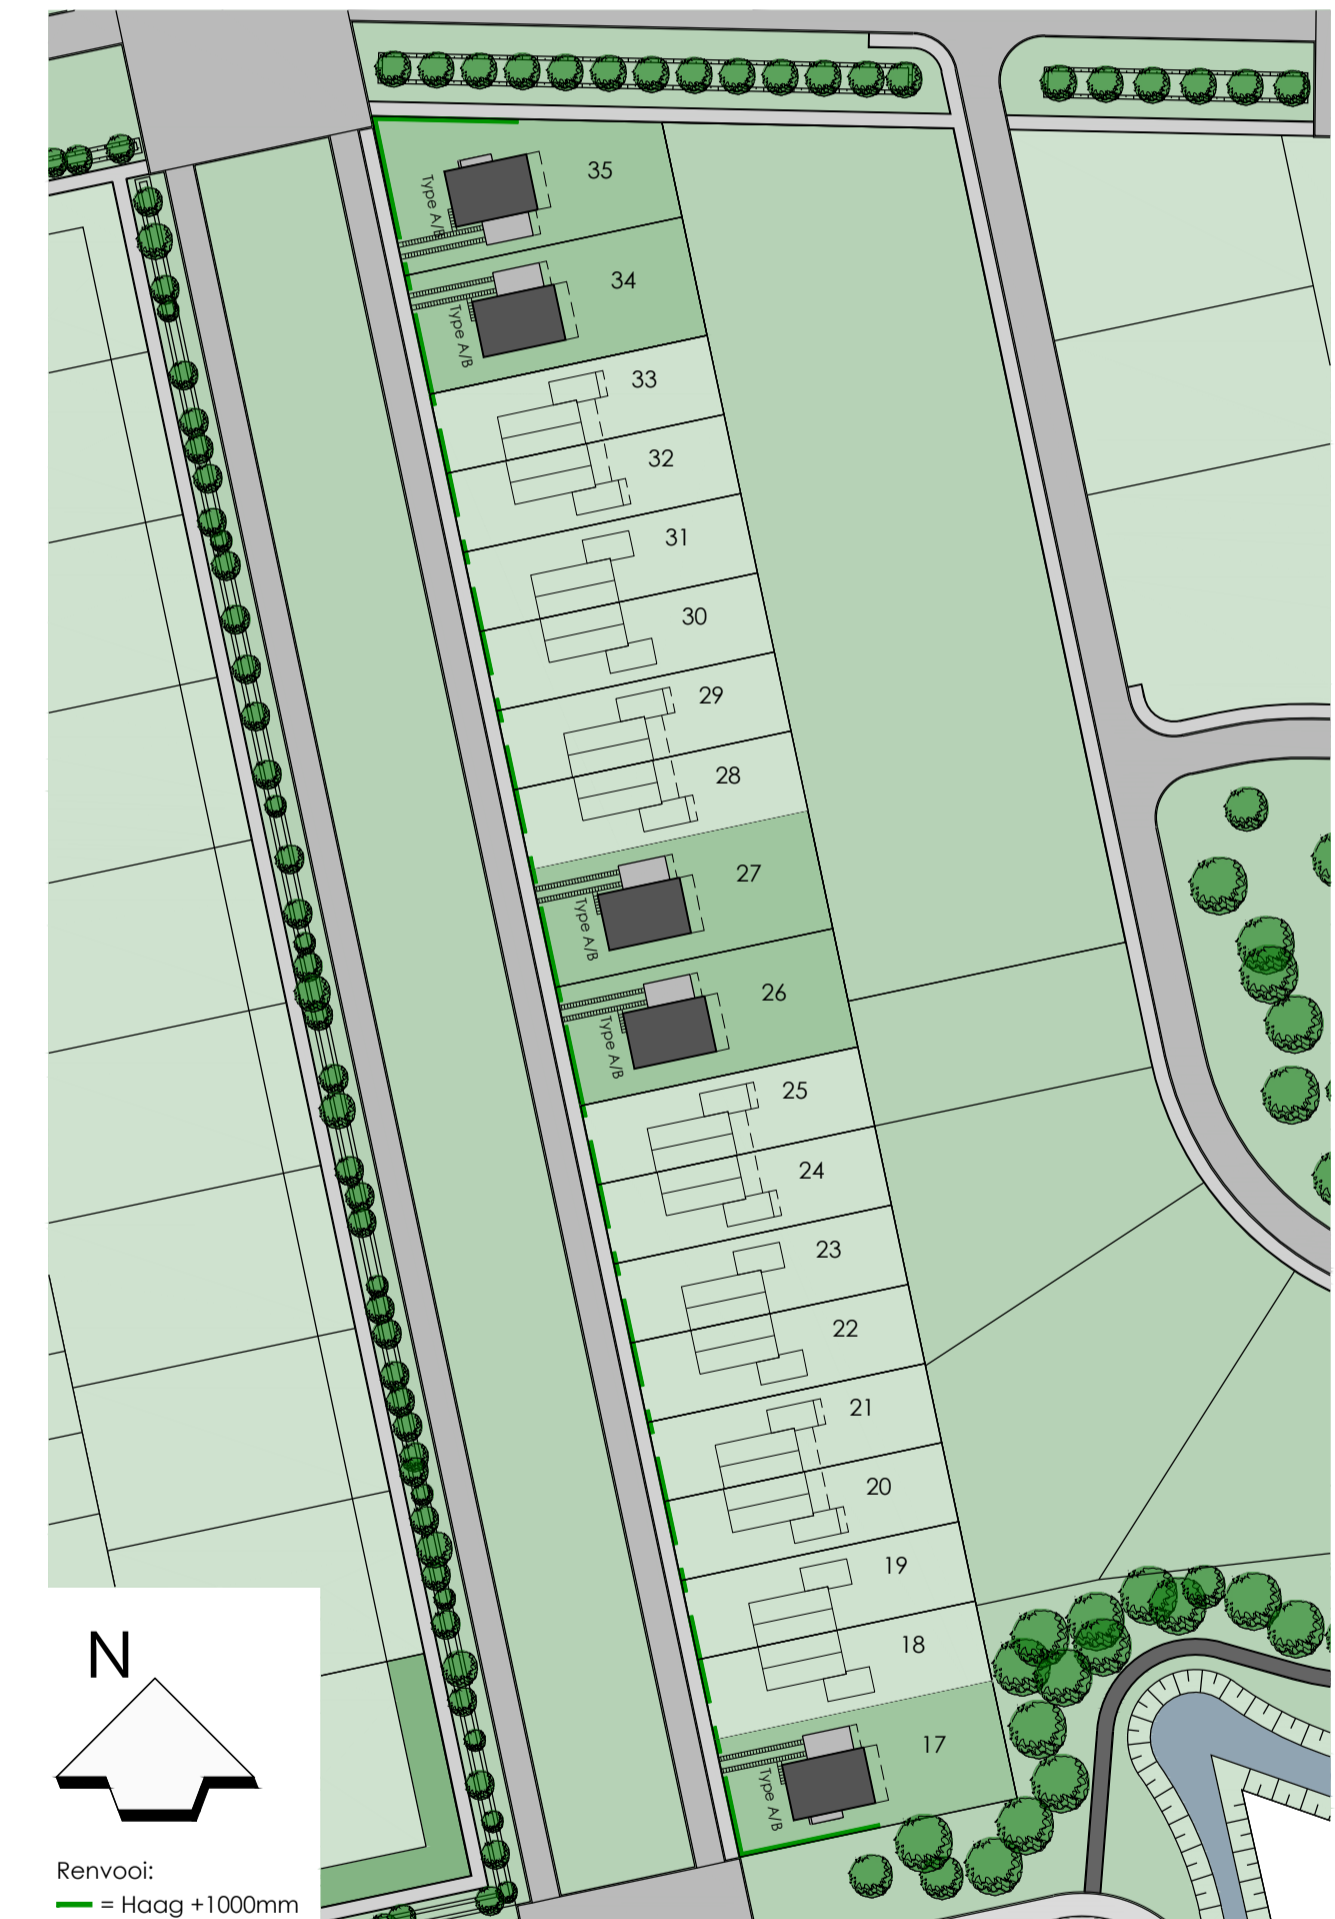 35
Type A/B
34
Type A/B
33
32
31
30
29
28
27
Type A/B
26
Type A/B
25
24
23
22
21
20
19
18
17
Type A/B
N
Renvooi:
= Haag +1000mm